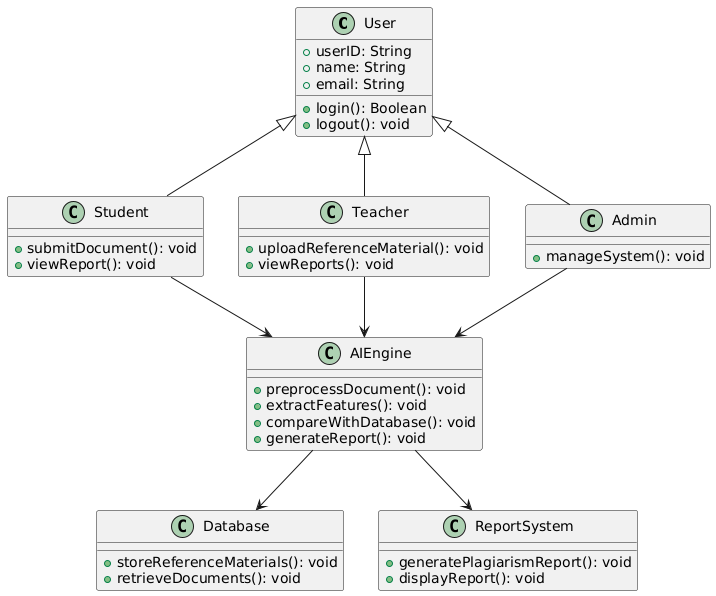 C User
userID: String
name: String
email: String
login(): Boolean
logout(): void
C Student
submitDocument(): void
viewReport(): void
C Teacher
uploadReferenceMaterial(): void
viewReports(): void
C Admin
manageSystem(): void
C AIEngine
preprocessDocument(): void
extractFeatures(): void
compareWithDatabase(): void
generateReport(): void
C Database
storeReferenceMaterials(): void
retrieveDocuments(): void
C ReportSystem
generatePlagiarismReport(): void
displayReport(): void